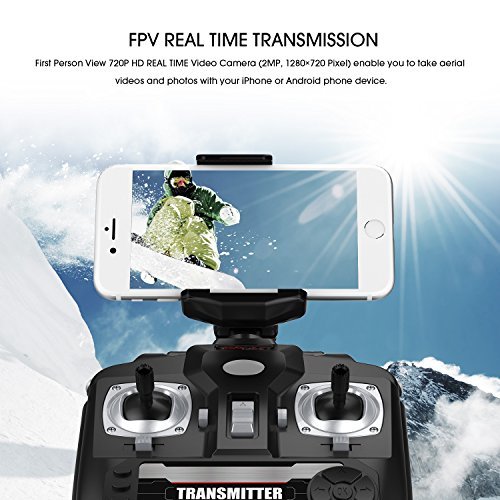 FPV REAL TIME TRANSMISSION
First Person View 720P HD REAL TIME Video Camera (2MP, 1280×720 Pixel) enable you to take aerial
videos and photos with your iPhone or Android phone device.
TRANSMITTER
OK